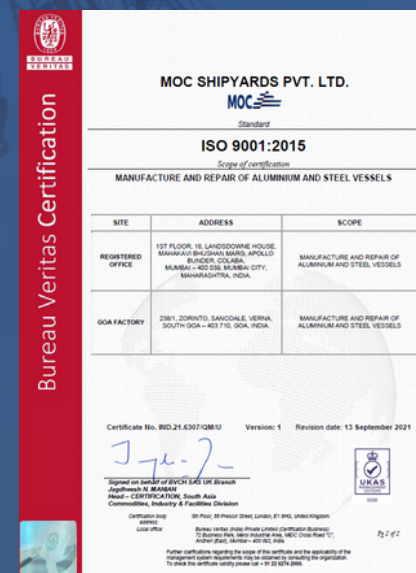 BUREAU
VERITAS
Bureau Veritas Certification
MOC SHIPYARDS PVT. LTD.
MOC
Standard
ISO 9001:2015
Scope of certification
MANUFACTURE AND REPAIR OF ALUMINIUM AND STEEL VESSELS
SITE ADDRESS SCOPE
REGISTERED OFFICE
1ST FLOOR, 18, LANDSDOWNE HOUSE,
MAHAKAVI BHUSHAN MARG, APOLLO
BUNDER, COLABA,
MUMBAI – 400 039, MUMBAI CITY,
MAHARASHTRA, INDIA.
MANUFACTURE AND REPAIR OF
ALUMINIUM AND STEEL VESSELS
GOA FACTORY
238/1, ZORINTO, SANCOALE, VERNA,
SOUTH GOA – 403 710, GOA, INDIA.
MANUFACTURE AND REPAIR OF
ALUMINIUM AND STEEL VESSELS
Certificate No. IND.21.6307/QM/U Version: 1 Revision date: 13 September 2021
Signed on behalf of BVCH SAS UK Branch
Jagdheesh N. MANIAN
Head – CERTIFICATION, South Asia
Commodities, Industry & Facilities Division
UKAS
MANAGEMENT
SYSTEMS
0008
Certification body address: 5th Floor, 66 Prescot Street, London, E1 8HG, United Kingdom.
Local office: Bureau Veritas (India) Private Limited (Certification Business)
72 Business Park, Marol Industrial Area, MIDC Cross Road "C",
Andheri (East), Mumbai – 400 093, India
Pg 2 of 2
Further clarifications regarding the scope of this certificate and the applicability of the
management system requirements may be obtained by consulting the organization.
To check this certificate validity please call + 91 22 6274 2000.